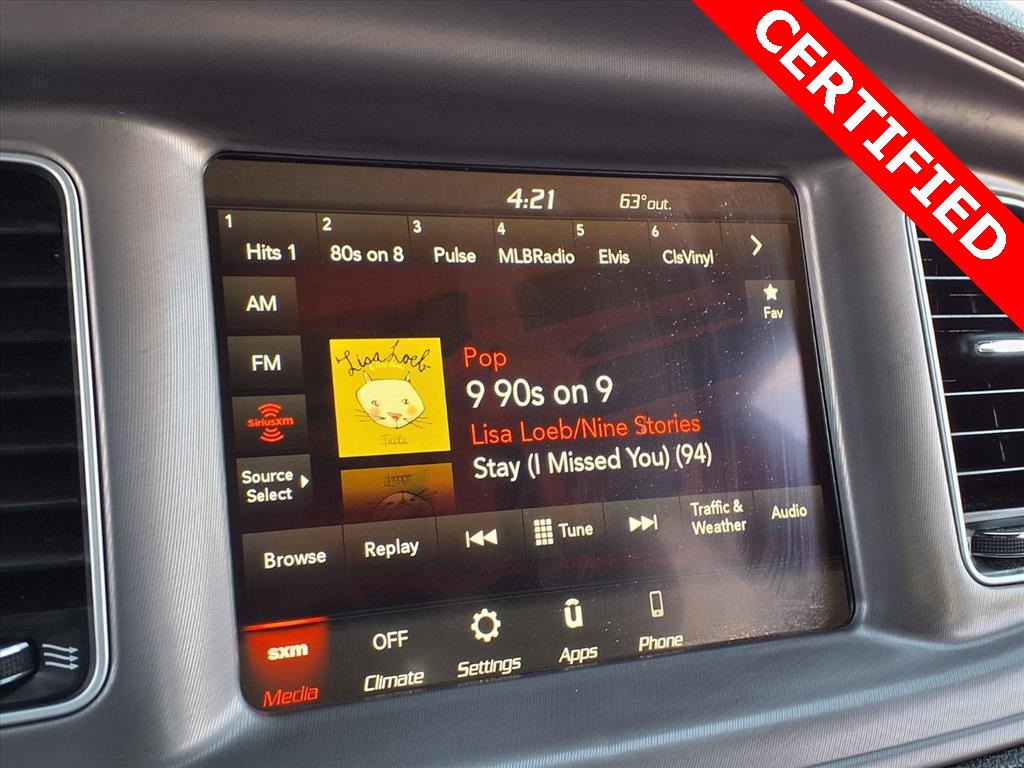 CERTIFIED
4:21 63°out.
1 2 3 4 5 6
Hits 1 80s on 8 Pulse MLBRadio Elvis ClsVinyl
AM
Fav
FM
Lisa Loeb
Pop
9 90s on 9
SiriusXM
Lisa Loeb/Nine Stories
Tails
Stay (I Missed You) (94)
Source
Select
Browse Replay Tune Traffic &
Weather Audio
sxm OFF
Media Climate Settings Apps Phone